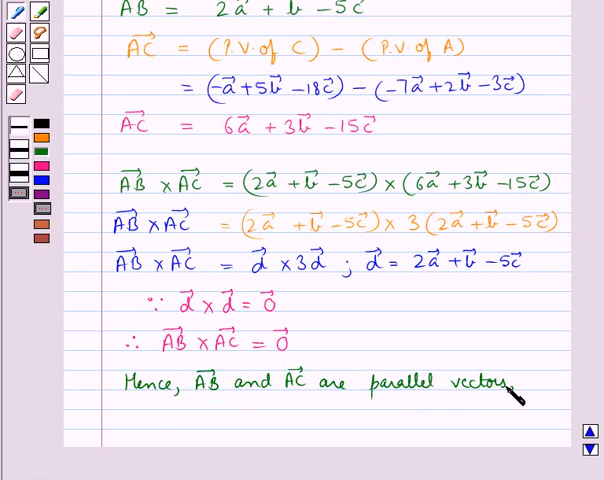 AB = 2a⃗ + b⃗ - 5c⃗
AC⃗ = (P.V. of C) - (P.V. of A)
= (-a⃗ + 5b⃗ - 18c⃗) - (-7a⃗ + 2b⃗ - 3c⃗)
AC⃗ = 6a⃗ + 3b⃗ - 15c⃗
AB⃗ × AC⃗ = (2a⃗ + b⃗ - 5c⃗) × (6a⃗ + 3b⃗ - 15c⃗)
AB⃗ × AC⃗ = (2a⃗ + b⃗ - 5c⃗) × 3(2a⃗ + b⃗ - 5c⃗)
AB⃗ × AC⃗ = d⃗ × 3d⃗ ; d⃗ = 2a⃗ + b⃗ - 5c⃗
∵ d⃗ × d⃗ = 0⃗
∴ AB⃗ × AC⃗ = 0⃗
Hence, AB⃗ and AC⃗ are parallel vectors.